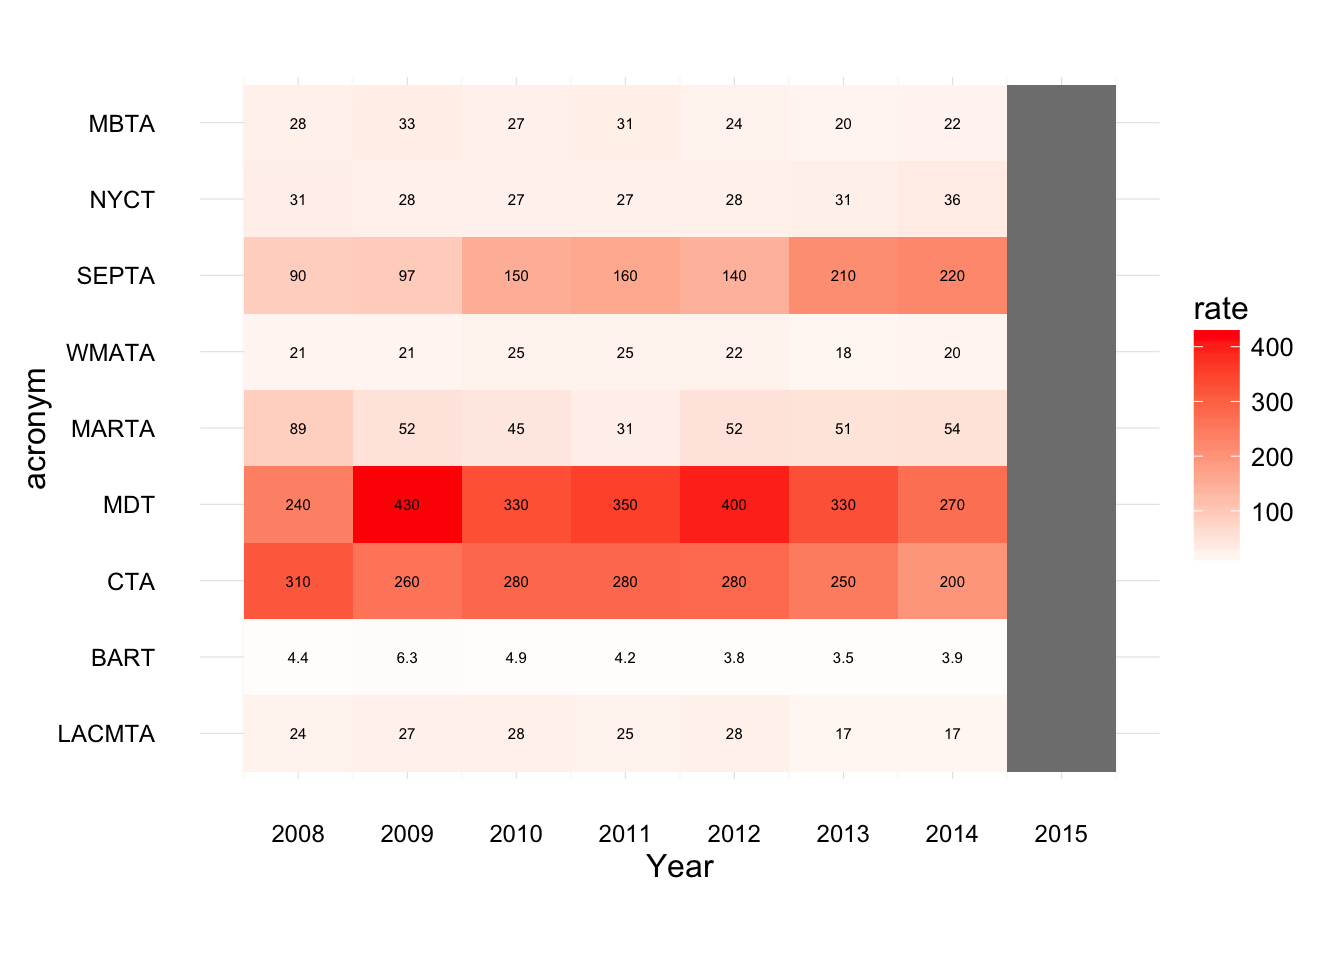 MBTA 28 33 27 31 24 20 22
NYCT 31 28 27 27 28 31 36
SEPTA 90 97 150 160 140 210 220
WMATA 21 21 25 25 22 18 20
MARTA 89 52 45 31 52 51 54
MDT 240 430 330 350 400 330 270
CTA 310 260 280 280 280 250 200
BART 4.4 6.3 4.9 4.2 3.8 3.5 3.9
LACMTA 24 27 28 25 28 17 17
2008 2009 2010 2011 2012 2013 2014 2015
Year
acronym
rate
400
300
200
100